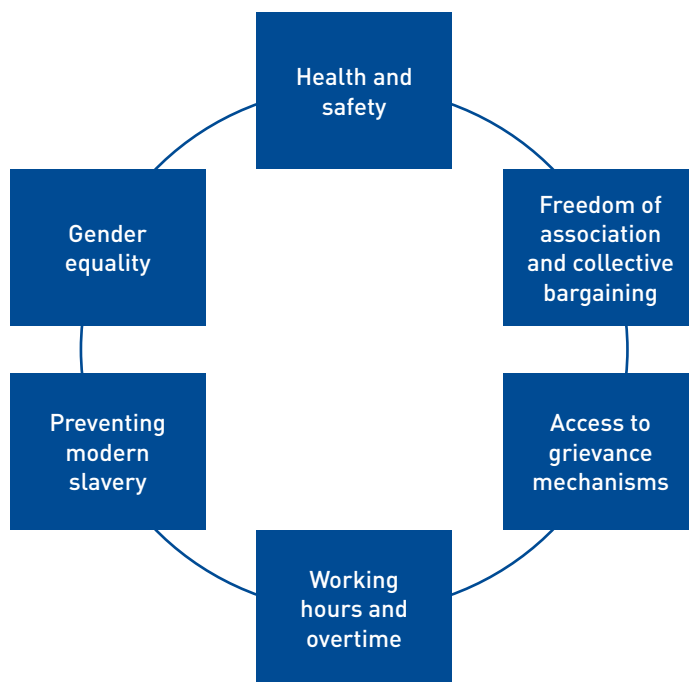 Health and
safety
Freedom of
association
and collective
bargaining
Access to
grievance
mechanisms
Working
hours and
overtime
Preventing
modern
slavery
Gender
equality